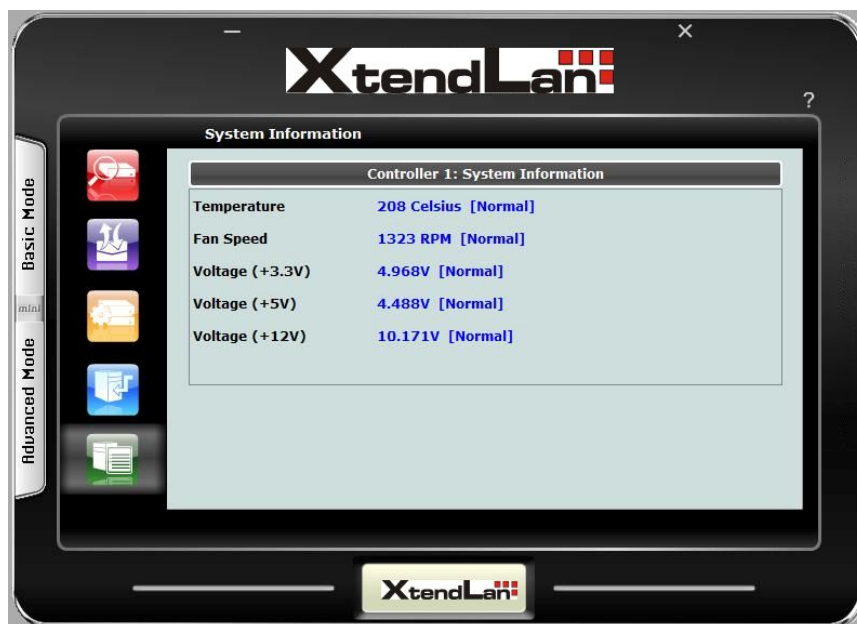 XtendLan
?
System Information
Controller 1: System Information
Temperature 208 Celsius [Normal]
Fan Speed 1323 RPM [Normal]
Voltage (+3.3V) 4.968V [Normal]
Voltage (+5V) 4.488V [Normal]
Voltage (+12V) 10.171V [Normal]
Basic Mode
mini
Advanced Mode
XtendLan